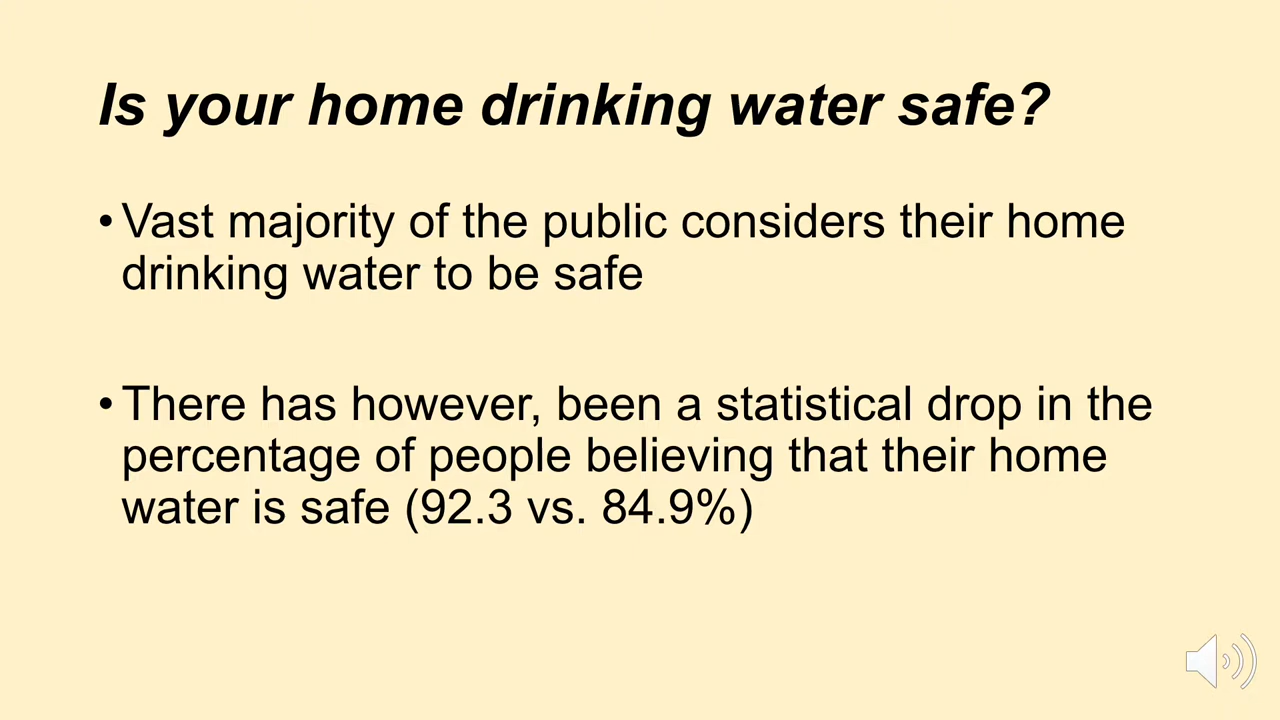 Is your home drinking water safe?
• Vast majority of the public considers their home
drinking water to be safe
• There has however, been a statistical drop in the
percentage of people believing that their home
water is safe (92.3 vs. 84.9%)